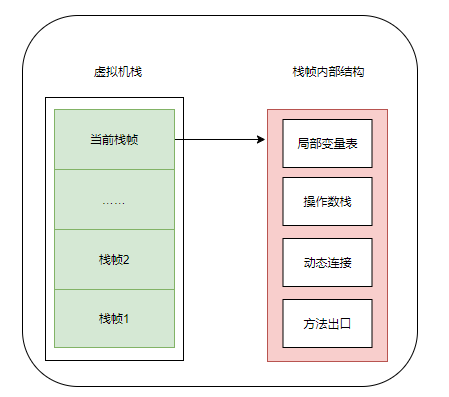 虚拟机栈
栈帧内部结构
当前栈帧
……
栈帧2
栈帧1
局部变量表
操作数栈
动态连接
方法出口